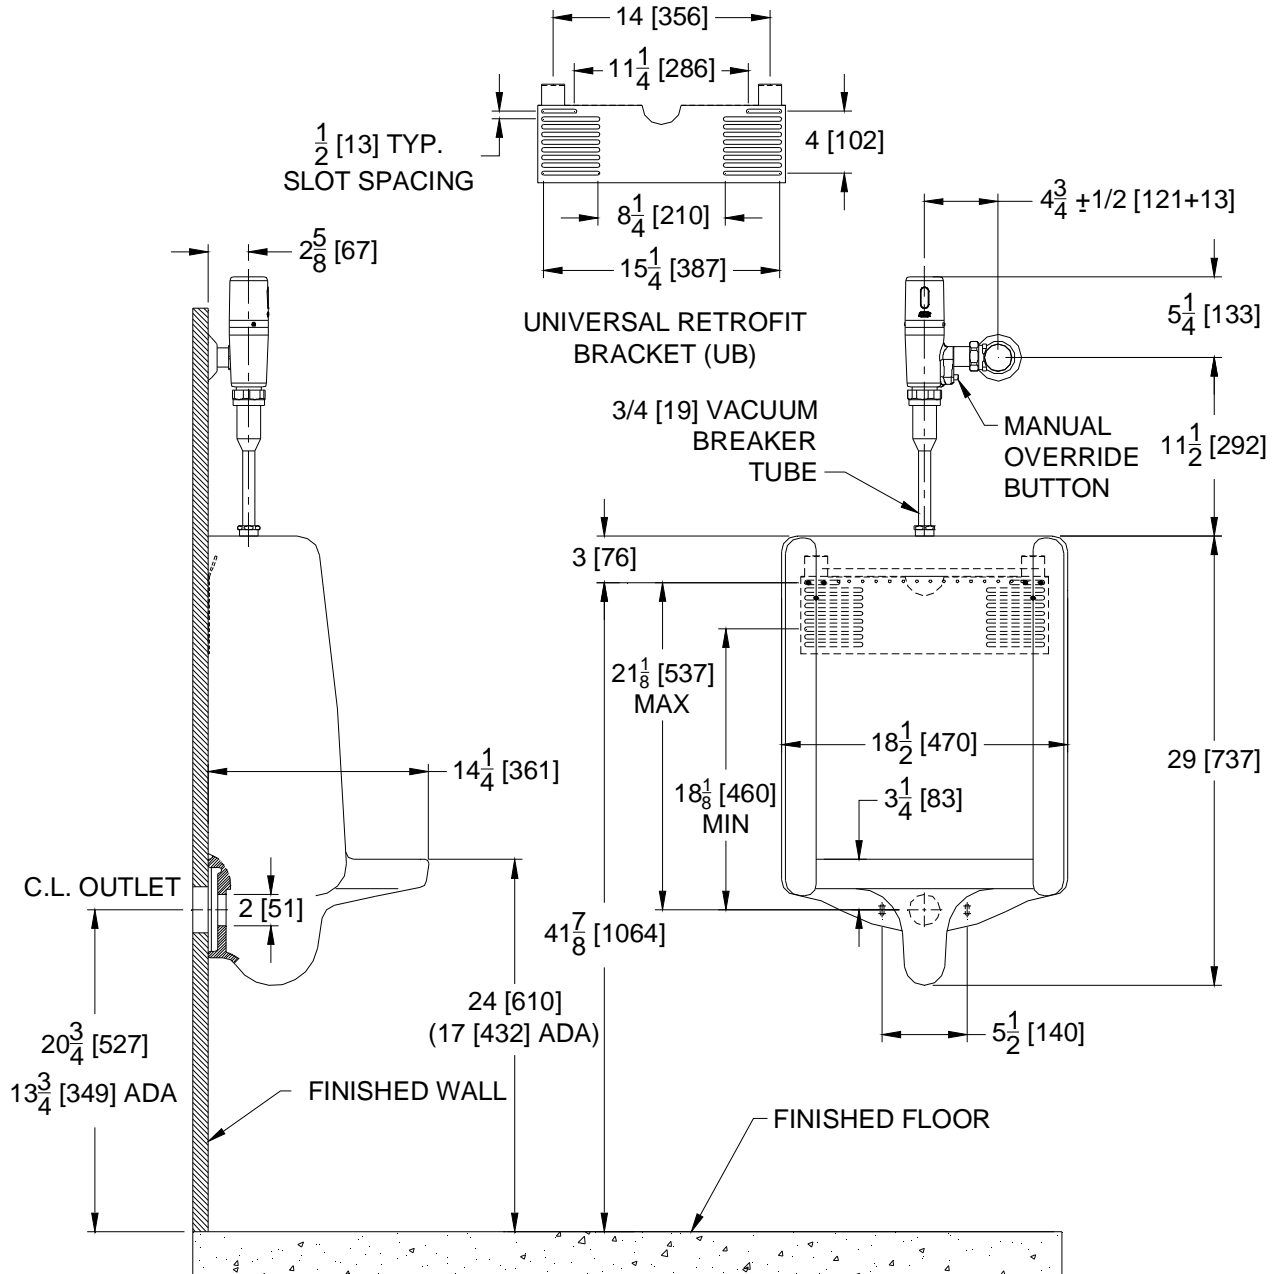 14 [356]
11 1/4 [286]
1/2 [13] TYP.
SLOT SPACING
4 [102]
8 1/4 [210]
15 1/4 [387]
4 3/4 ±1/2 [121+13]
2 5/8 [67]
5 1/4 [133]
UNIVERSAL RETROFIT
BRACKET (UB)
3/4 [19] VACUUM
BREAKER
TUBE
MANUAL
OVERRIDE
BUTTON
11 1/2 [292]
3 [76]
21 1/8 [537]
MAX
18 1/2 [470]
29 [737]
14 1/4 [361]
18 1/8 [460]
MIN
3 1/4 [83]
C.L. OUTLET
2 [51]
41 7/8 [1064]
24 [610]
(17 [432] ADA)
20 3/4 [527]
13 3/4 [349] ADA
5 1/2 [140]
FINISHED WALL
FINISHED FLOOR